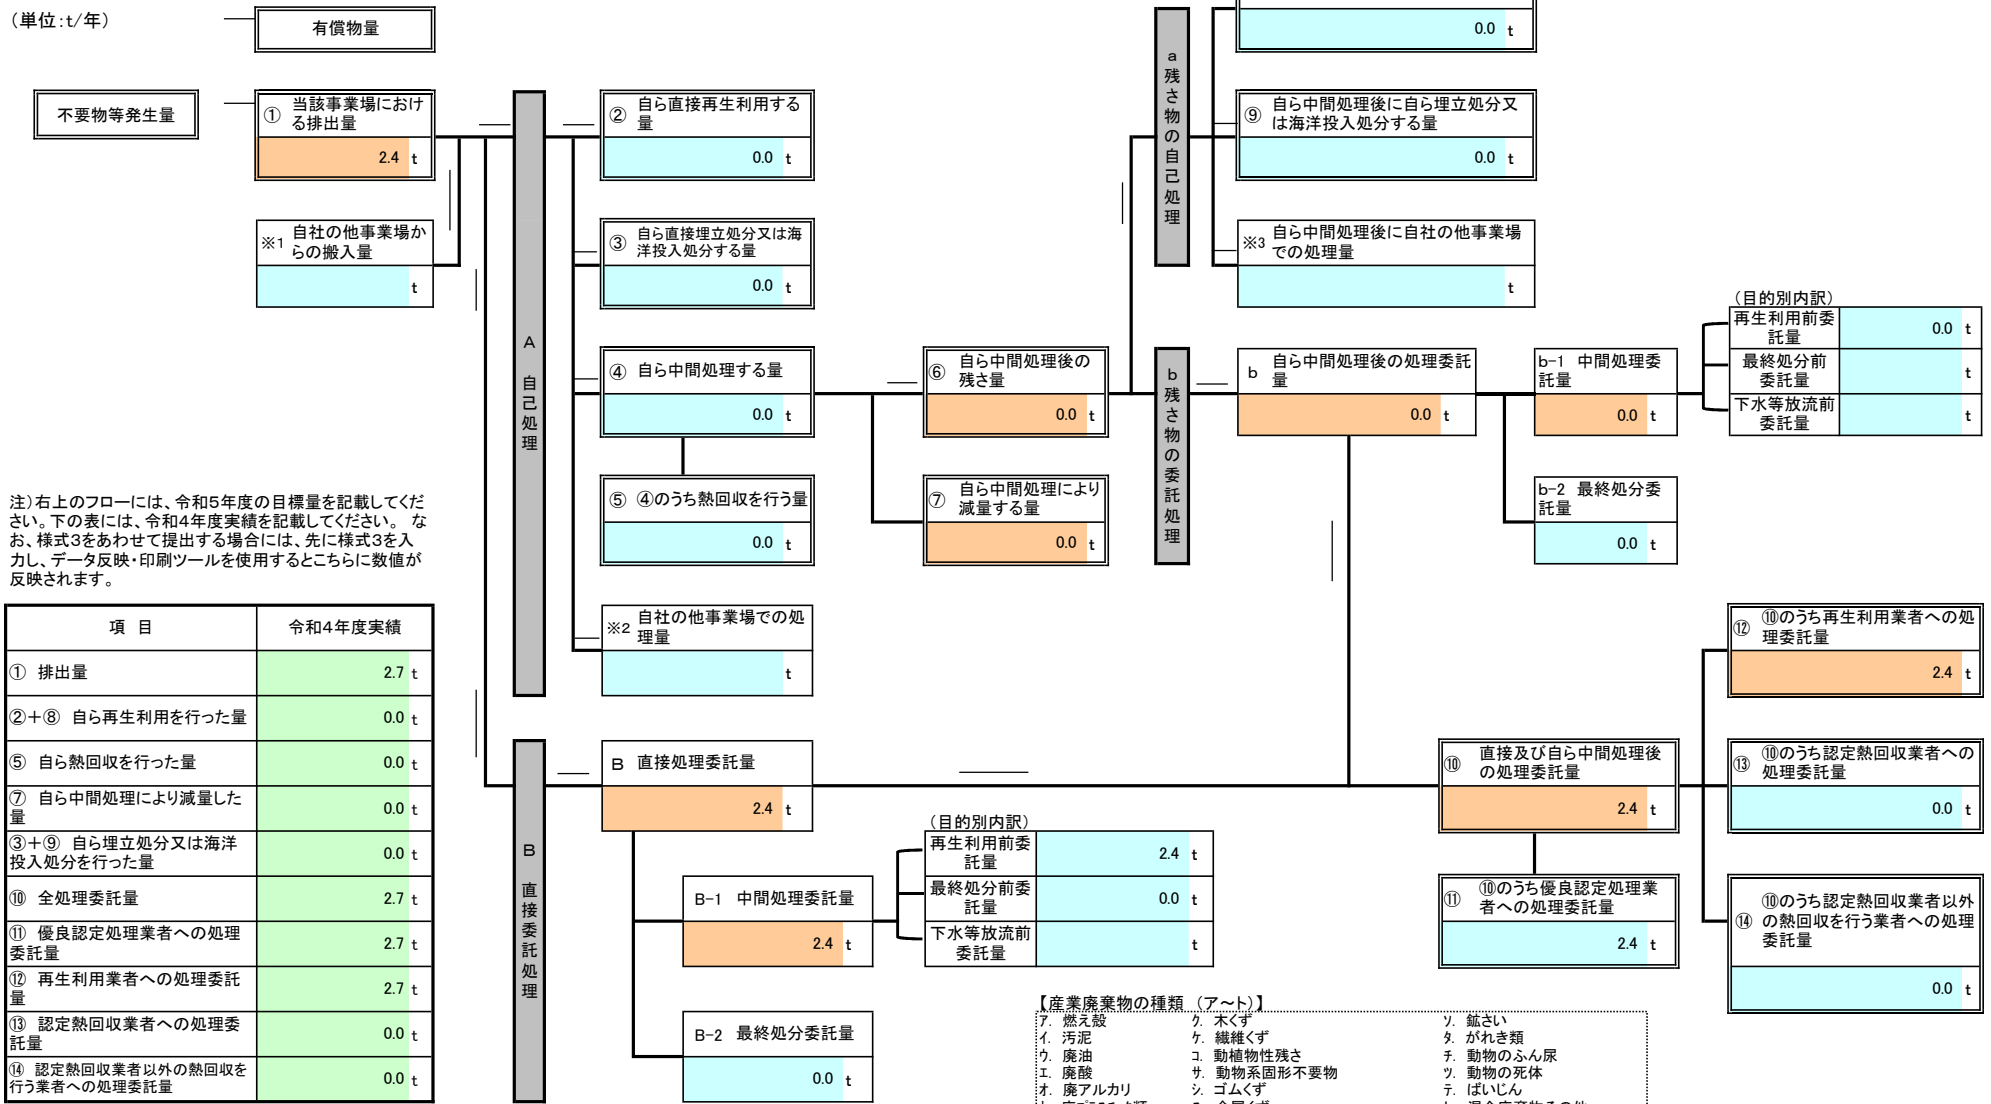 （単位:t/年）
有償物量
0.0 t
不要物等発生量
① 当該事業場におけ
る排出量
2.4 t
② 自ら直接再生利用する
量
0.0 t
a
残さ物の自己処理
⑨ 自ら中間処理後に自ら埋立処分又
は海洋投入処分する量
0.0 t
※1 自社の他事業場か
らの搬入量
t
③ 自ら直接埋立処分又は海
洋投入処分する量
0.0 t
※3 自ら中間処理後に自社の他事業場
での処理量
t
A
自己処理
④ 自ら中間処理する量
0.0 t
⑥ 自ら中間処理後の
残さ量
0.0 t
b
残さ物の委託処理
b 自ら中間処理後の処理委託
量
0.0 t
b-1 中間処理委
託量
0.0 t
（目的別内訳）
再生利用前委
託量
0.0 t
最終処分前
委託量
t
下水等放流前
委託量
t
⑤ ④のうち熱回収を行う量
0.0 t
⑦ 自ら中間処理により
減量する量
0.0 t
b-2 最終処分委
託量
0.0 t
注）右上のフローには、令和5年度の目標量を記載してくだ
さい。下の表には、令和4年度実績を記載してください。 な
お、様式3をあわせて提出する場合には、先に様式3を入
力し、データ反映・印刷ツールを使用するとこちらに数値が
反映されます。
※2 自社の他事業場での処
理量
t
項 目 令和4年度実績
① 排出量 2.7 t
②＋⑧ 自ら再生利用を行った量 0.0 t
⑤ 自ら熱回収を行った量 0.0 t
⑦ 自ら中間処理により減量した
量 0.0 t
③＋⑨ 自ら埋立処分又は海洋
投入処分を行った量 0.0 t
⑩ 全処理委託量 2.7 t
⑪ 優良認定処理業者への処理
委託量 2.7 t
⑫ 再生利用業者への処理委託
量 2.7 t
⑬ 認定熱回収業者への処理委
託量 0.0 t
⑭ 認定熱回収業者以外の熱回収を
行う業者への処理委託量 0.0 t
B
直接委託処理
B 直接処理委託量
2.4 t
B-1 中間処理委託量
2.4 t
（目的別内訳）
再生利用前委
託量
2.4 t
最終処分前委
託量
0.0 t
下水等放流前
委託量
t
B-2 最終処分委託量
0.0 t
⑩ 直接及び自ら中間処理後
の処理委託量
2.4 t
⑪ ⑩のうち優良認定処理業
者への処理委託量
2.4 t
⑫ ⑩のうち再生利用業者への処
理委託量
2.4 t
⑬ ⑩のうち認定熱回収業者への
処理委託量
0.0 t
⑭ ⑩のうち認定熱回収業者以外
の熱回収を行う業者への処理
委託量
0.0 t
【産業廃棄物の種類 （ア～ト）】
ア. 燃え殻 ク. 木くず ソ. 鉱さい
イ. 汚泥 ケ. 繊維くず タ. がれき類
ウ. 廃油 コ. 動植物性残さ チ. 動物のふん尿
エ. 廃酸 サ. 動物系固形不要物 ツ. 動物の死体
オ. 廃アルカリ シ. ゴムくず テ. ばいじん